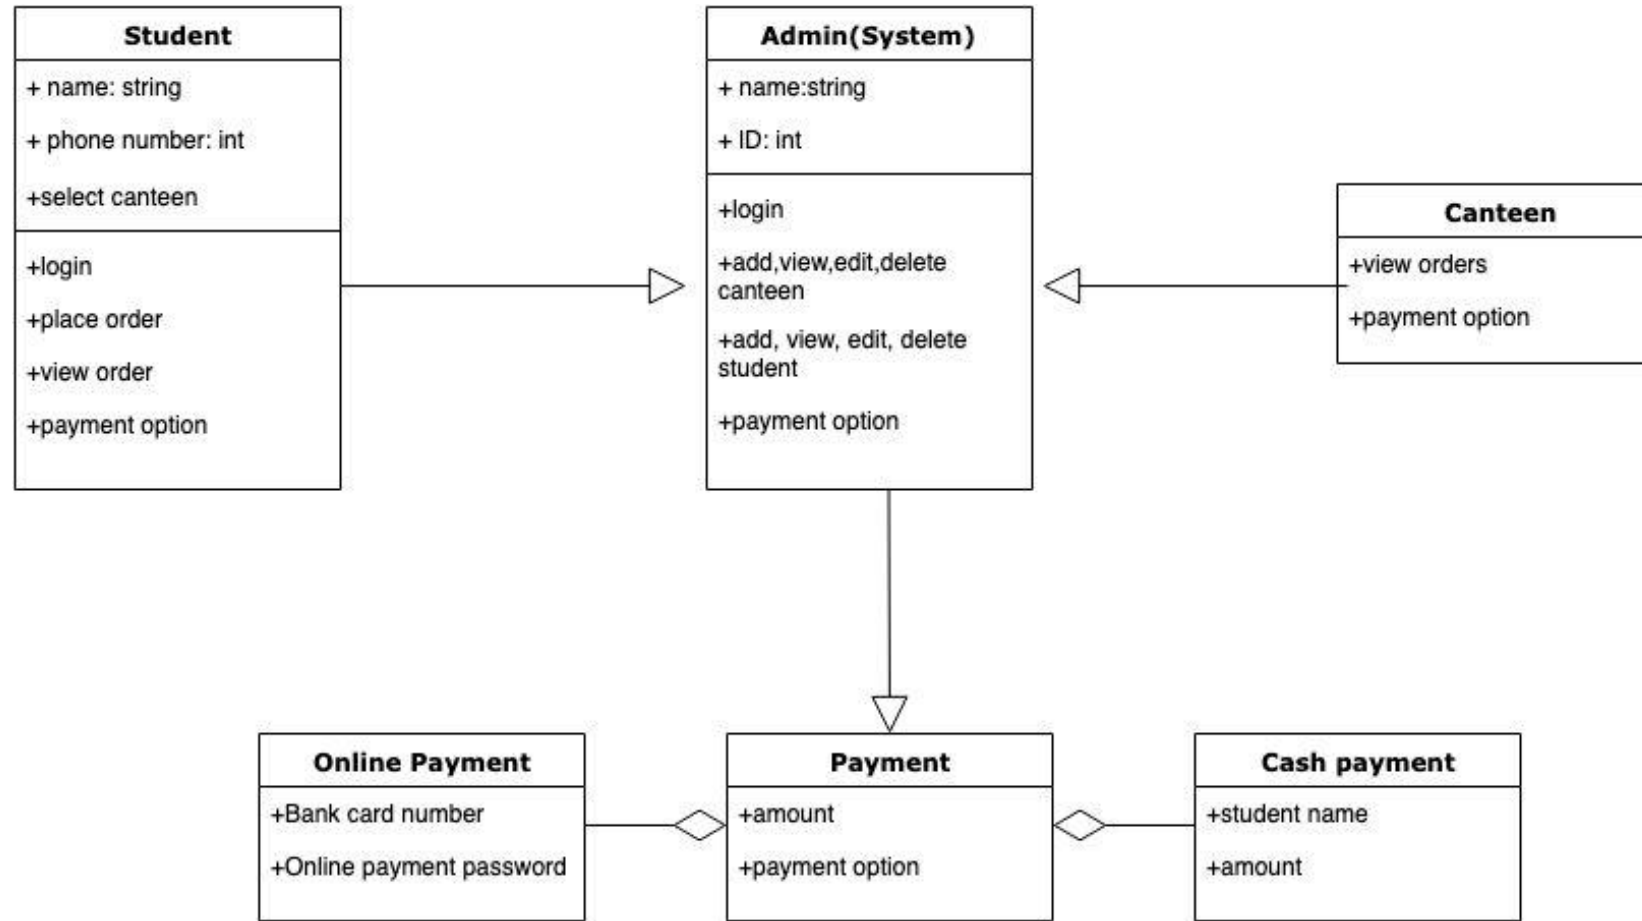 Student
+ name: string
+ phone number: int
+select canteen
+login
+place order
+view order
+payment option
Admin(System)
+ name:string
+ ID: int
+login
+add,view,edit,delete
canteen
+add, view, edit, delete
student
+payment option
Canteen
+view orders
+payment option
Online Payment
+Bank card number
+Online payment password
Payment
+amount
+payment option
Cash payment
+student name
+amount